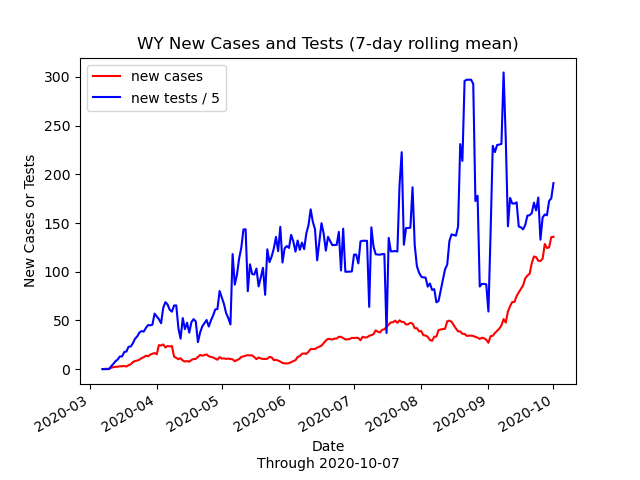 WY New Cases and Tests (7-day rolling mean)
new cases
new tests / 5
New Cases or Tests
300
250
200
150
100
50
0
2020-03
2020-04
2020-05
2020-06
2020-07
2020-08
2020-09
2020-10
Date
Through 2020-10-07